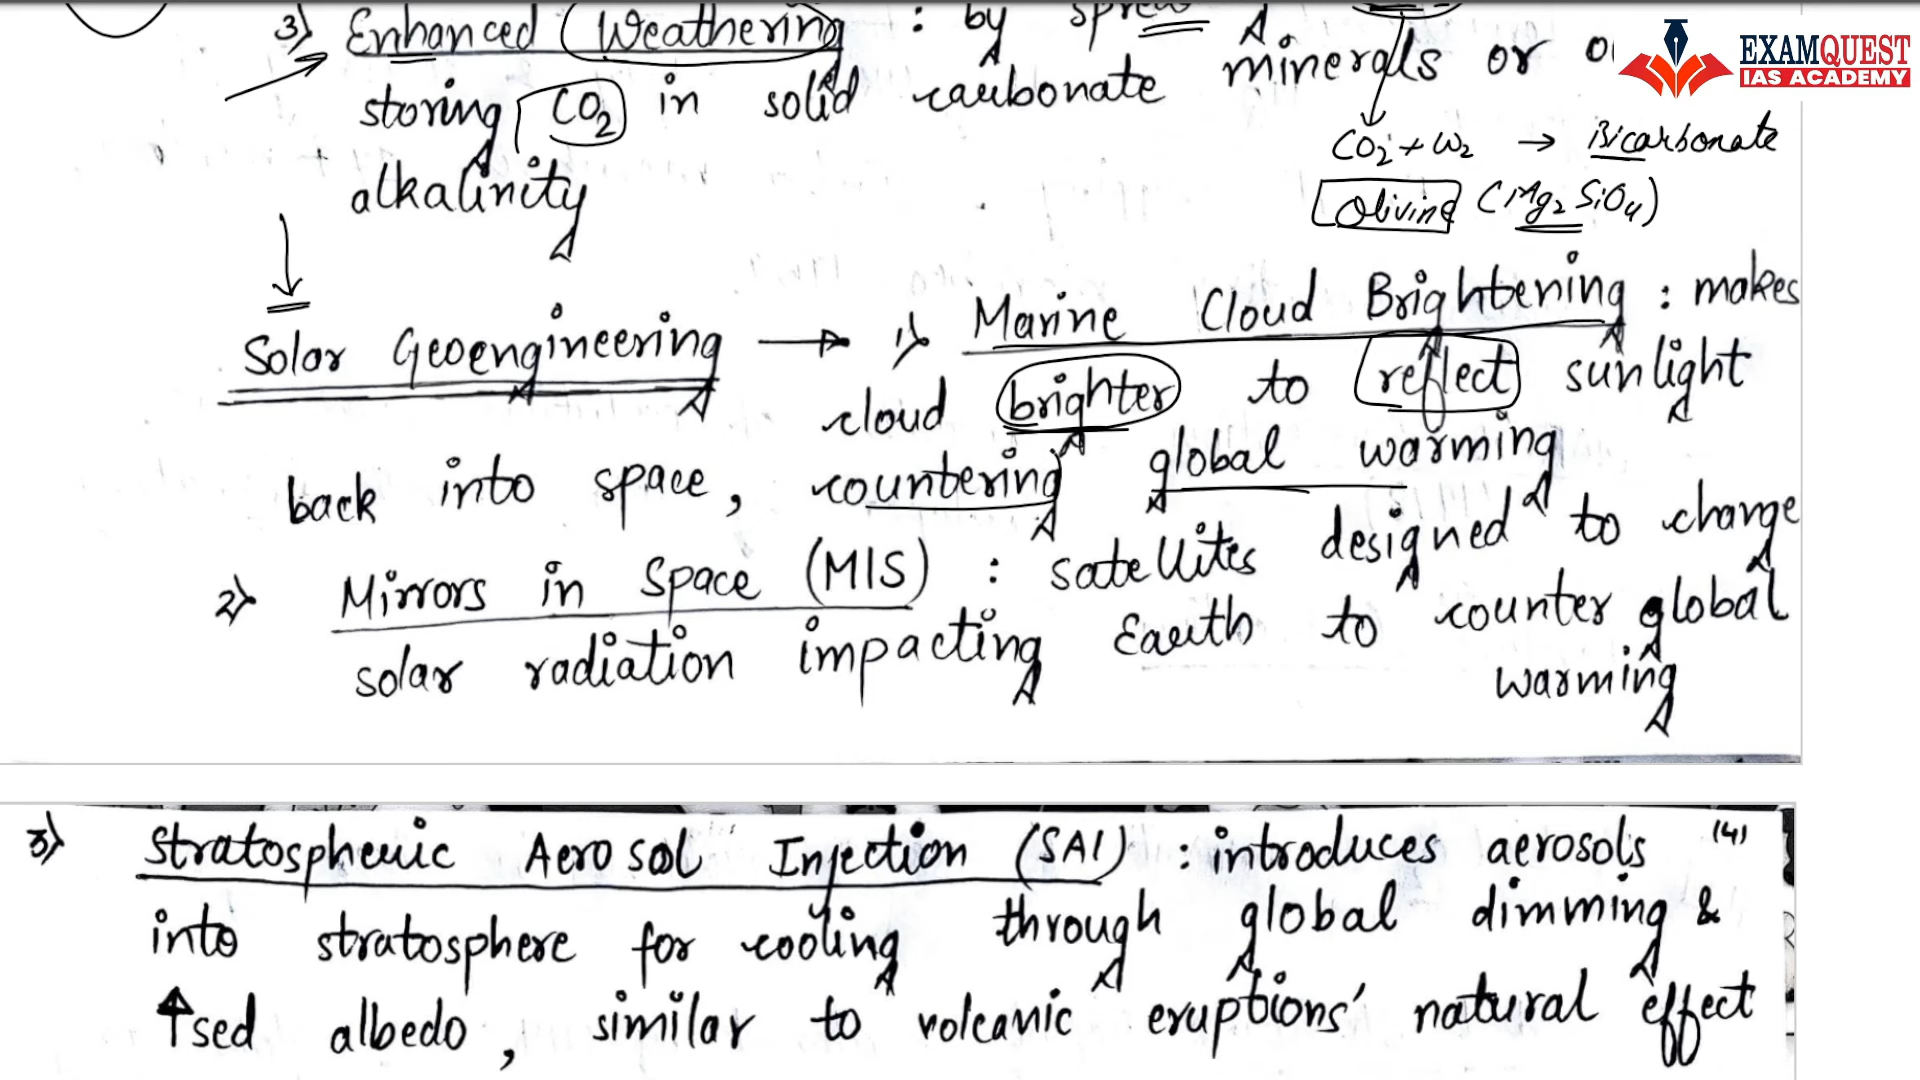 3) Enhanced Weathering : by
storing CO2 in solid carbonate minerals or
alkalinity
CO2 + W2 → Bicarbonate
Olivine (Mg2SiO4)
EXAMQUEST
IAS ACADEMY
Solar Geoengineering → 1) Marine Cloud Brightening : makes
cloud brighter to reflect sunlight
back into space, countering global warming
2) Mirrors in Space (MIS) : satellites designed to change
solar radiation impacting Earth to counter global
warming
3) Stratospheric Aerosol Injection (SAI) : introduces aerosols (4)
into stratosphere for cooling through global dimming &
↑sed albedo, similar to volcanic eruptions' natural effect